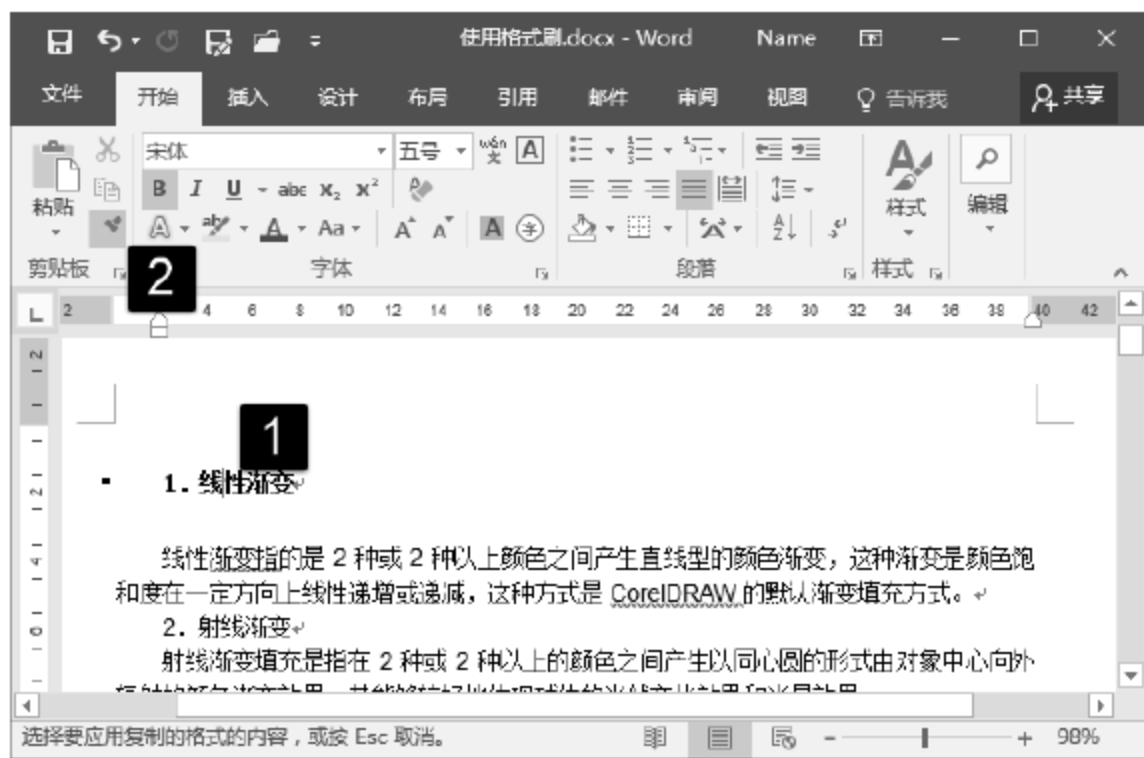 使用格式刷.docx - Word Name
文件 开始 插入 设计 布局 引用 邮件 审阅 视图 告诉我 共享
宋体 五号 wén 文 A
粘贴 B I U abc X₂ X² 样式 编辑
A aby A Aa A A A 字 A Z
剪贴板 字体 段落 样式
2
L 2 4 6 8 10 12 14 16 18 20 22 24 26 28 30 32 34 36 38 40 42
1
1. 线性渐变
线性渐变指的是 2 种或 2 种以上颜色之间产生直线型的颜色渐变，这种渐变是颜色饱
和度在一定方向上线性递增或递减，这种方式是 CorelDRAW 的默认渐变填充方式。
2. 射线渐变
射线渐变填充是指在 2 种或 2 种以上的颜色之间产生以同心圆的形式由对象中心向外
选择要应用复制的格式的内容，或按 Esc 取消。 98%